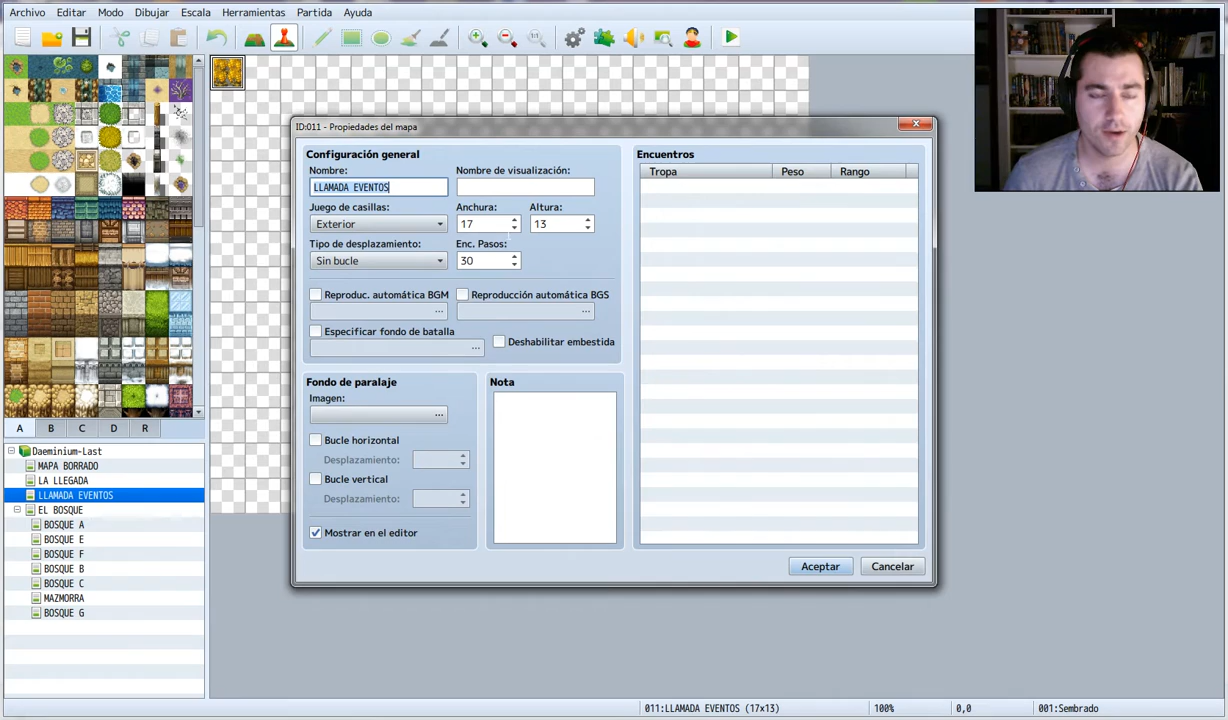 Archivo Editar Modo Dibujar Escala Herramientas Partida Ayuda
ID:011 - Propiedades del mapa
Configuración general
Nombre:
Nombre de visualización:
LLAMADA EVENTOS
Juego de casillas:
Anchura:
Altura:
Exterior
17
13
Tipo de desplazamiento:
Enc. Pasos:
Sin bucle
30
Reproduc. automática BGM
Reproducción automática BGS
...
...
Especificar fondo de batalla
...
Deshabilitar embestida
Fondo de paralaje
Imagen:
...
Bucle horizontal
Desplazamiento:
Bucle vertical
Desplazamiento:
Mostrar en el editor
Nota
Encuentros
Tropa Peso Rango
Aceptar Cancelar
A B C D R
Daeminium-Last
MAPA BORRADO
LA LLEGADA
LLAMADA EVENTOS
EL BOSQUE
BOSQUE A
BOSQUE E
BOSQUE F
BOSQUE B
BOSQUE C
MAZMORRA
BOSQUE G
011:LLAMADA EVENTOS (17×13) 100% 0,0 001:Sembrado